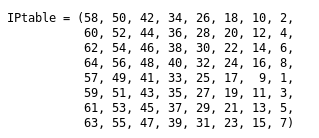 IPtable = (58, 50, 42, 34, 26, 18, 10, 2,
           60, 52, 44, 36, 28, 20, 12, 4,
           62, 54, 46, 38, 30, 22, 14, 6,
           64, 56, 48, 40, 32, 24, 16, 8,
           57, 49, 41, 33, 25, 17,  9, 1,
           59, 51, 43, 35, 27, 19, 11, 3,
           61, 53, 45, 37, 29, 21, 13, 5,
           63, 55, 47, 39, 31, 23, 15, 7)